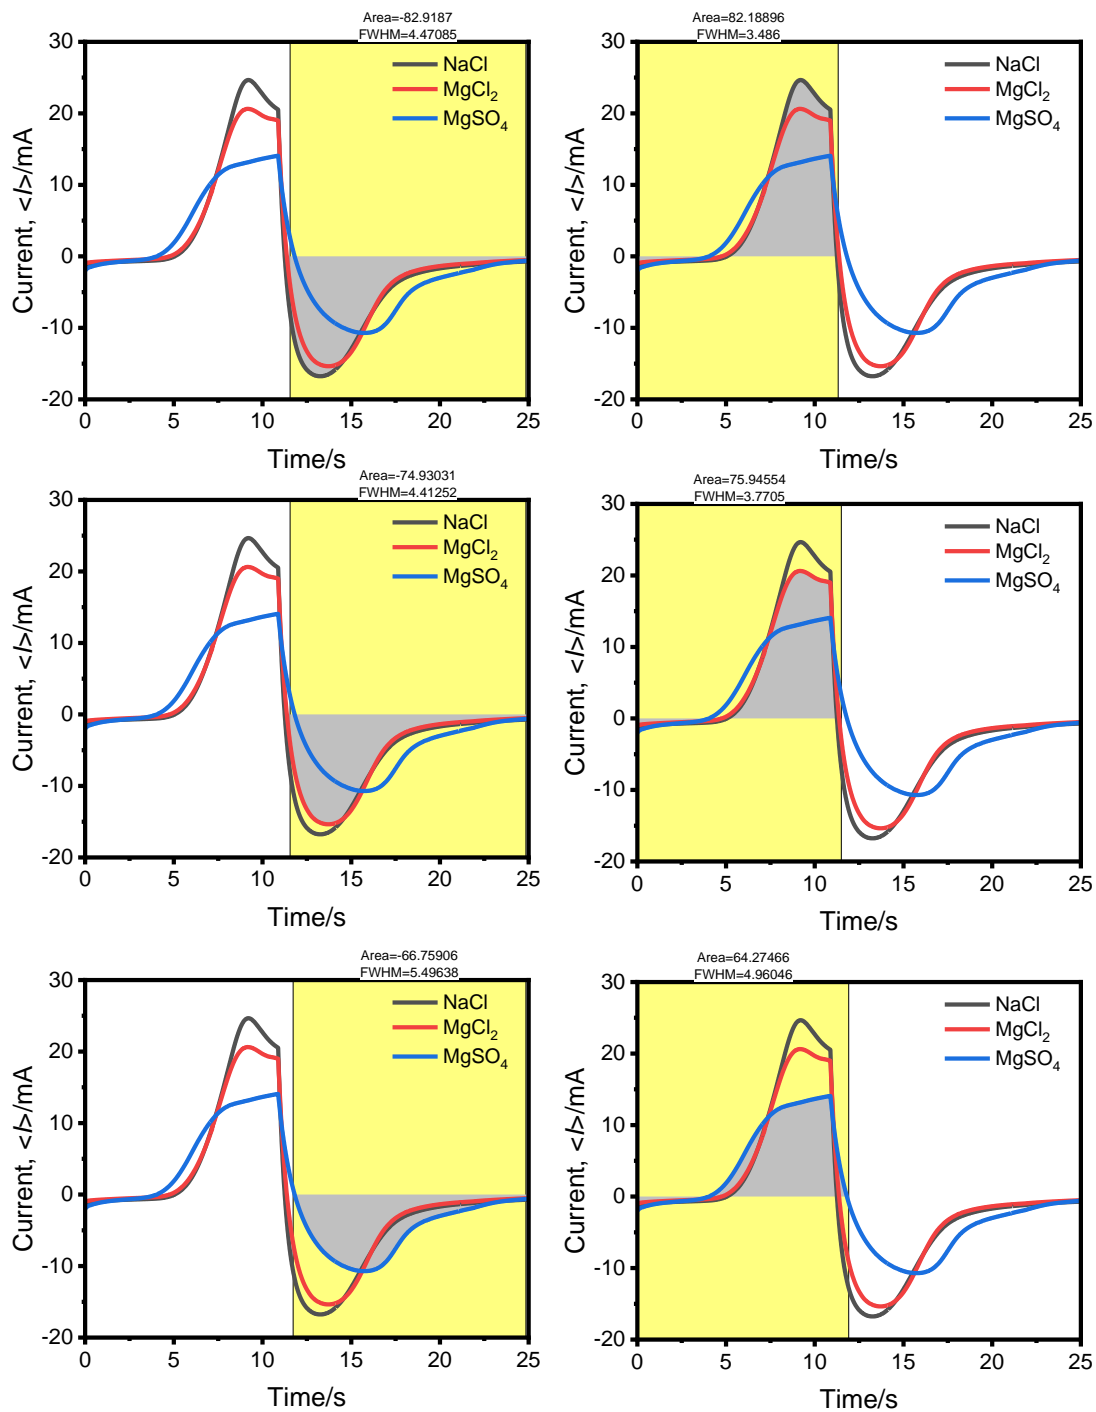 Area=-82.9187
FWHM=4.47085
30
20
10
0
-10
-20
Current, <I>/mA
NaCl
MgCl₂
MgSO₄
0 5 10 15 20 25
Time/s
Area=82.18896
FWHM=3.486
30
20
10
0
-10
-20
Current, <I>/mA
NaCl
MgCl₂
MgSO₄
0 5 10 15 20 25
Time/s
Area=-74.93031
FWHM=4.41252
30
20
10
0
-10
-20
Current, <I>/mA
NaCl
MgCl₂
MgSO₄
0 5 10 15 20 25
Time/s
Area=75.94554
FWHM=3.7705
30
20
10
0
-10
-20
Current, <I>/mA
NaCl
MgCl₂
MgSO₄
0 5 10 15 20 25
Time/s
Area=-66.75906
FWHM=5.49638
30
20
10
0
-10
-20
Current, <I>/mA
NaCl
MgCl₂
MgSO₄
0 5 10 15 20 25
Time/s
Area=64.27466
FWHM=4.96046
30
20
10
0
-10
-20
Current, <I>/mA
NaCl
MgCl₂
MgSO₄
0 5 10 15 20 25
Time/s